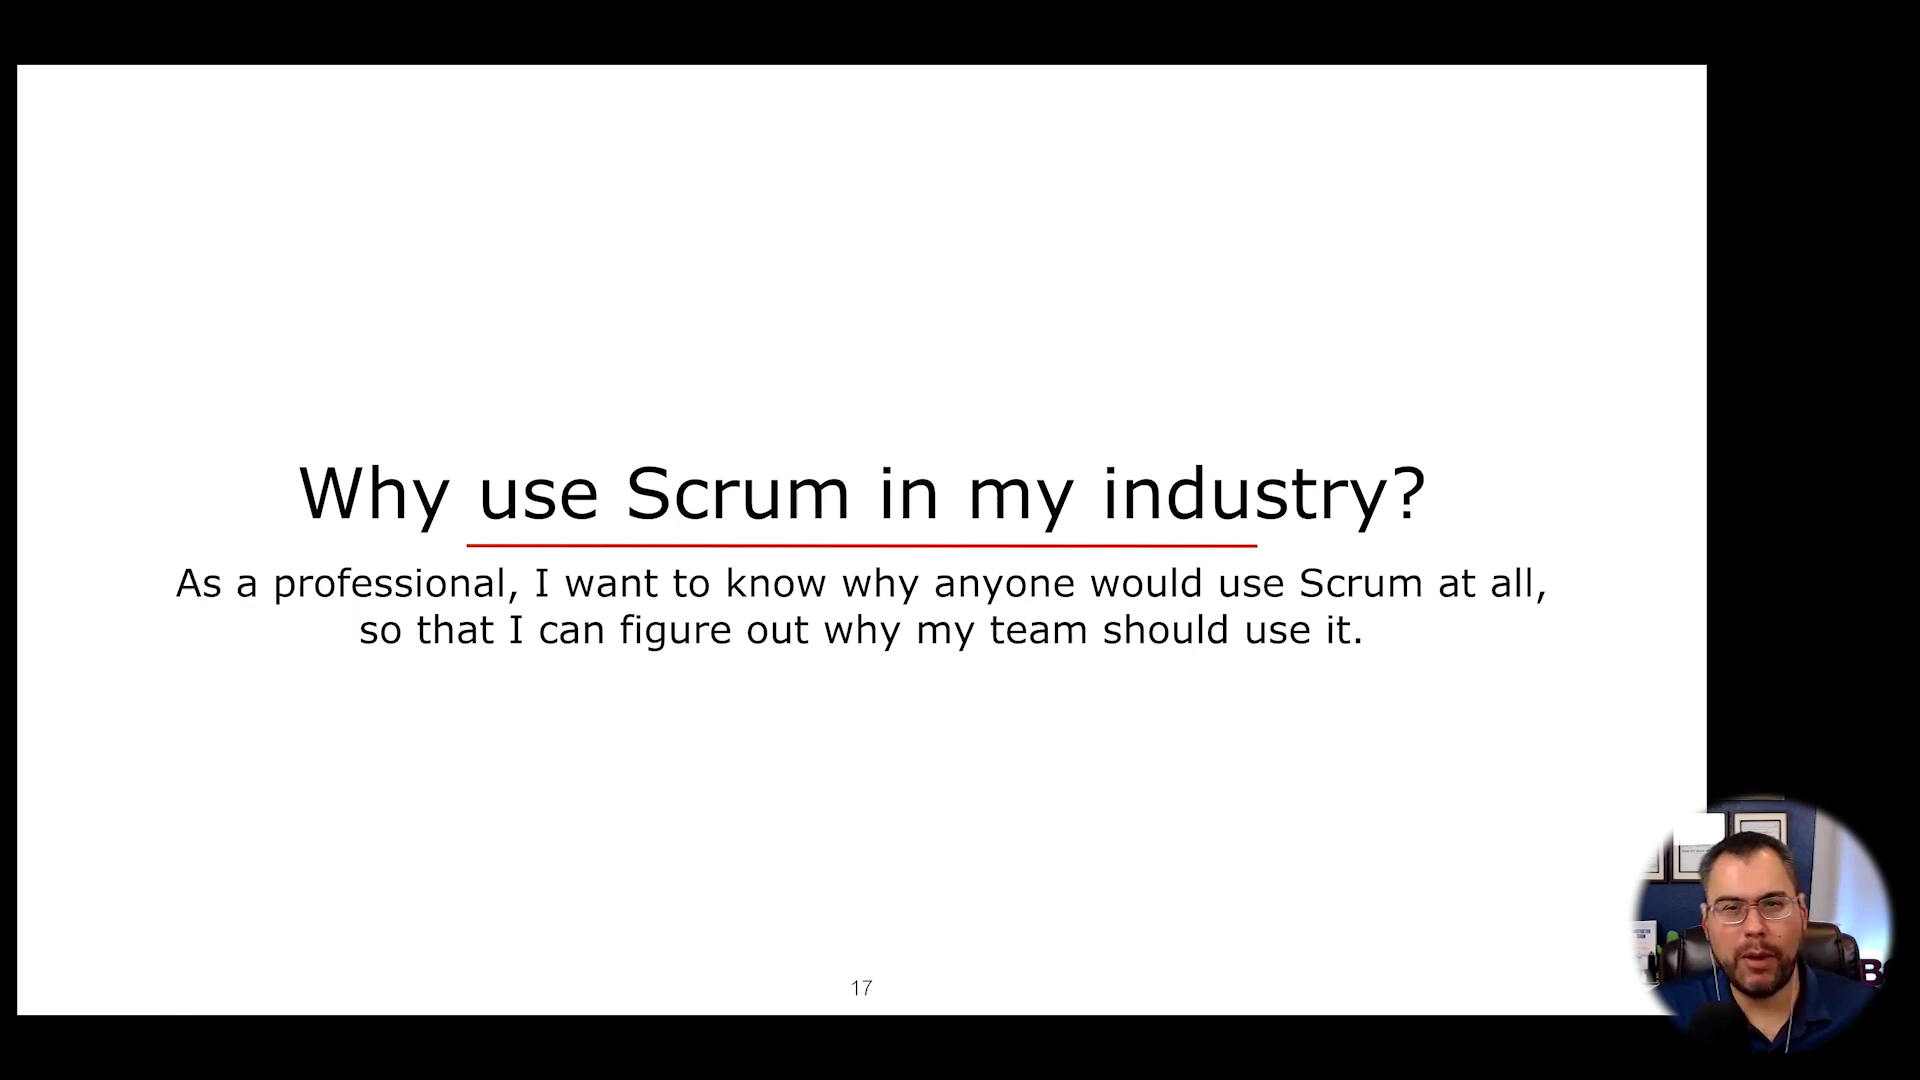 Why use Scrum in my industry?
As a professional, I want to know why anyone would use Scrum at all,
so that I can figure out why my team should use it.
17